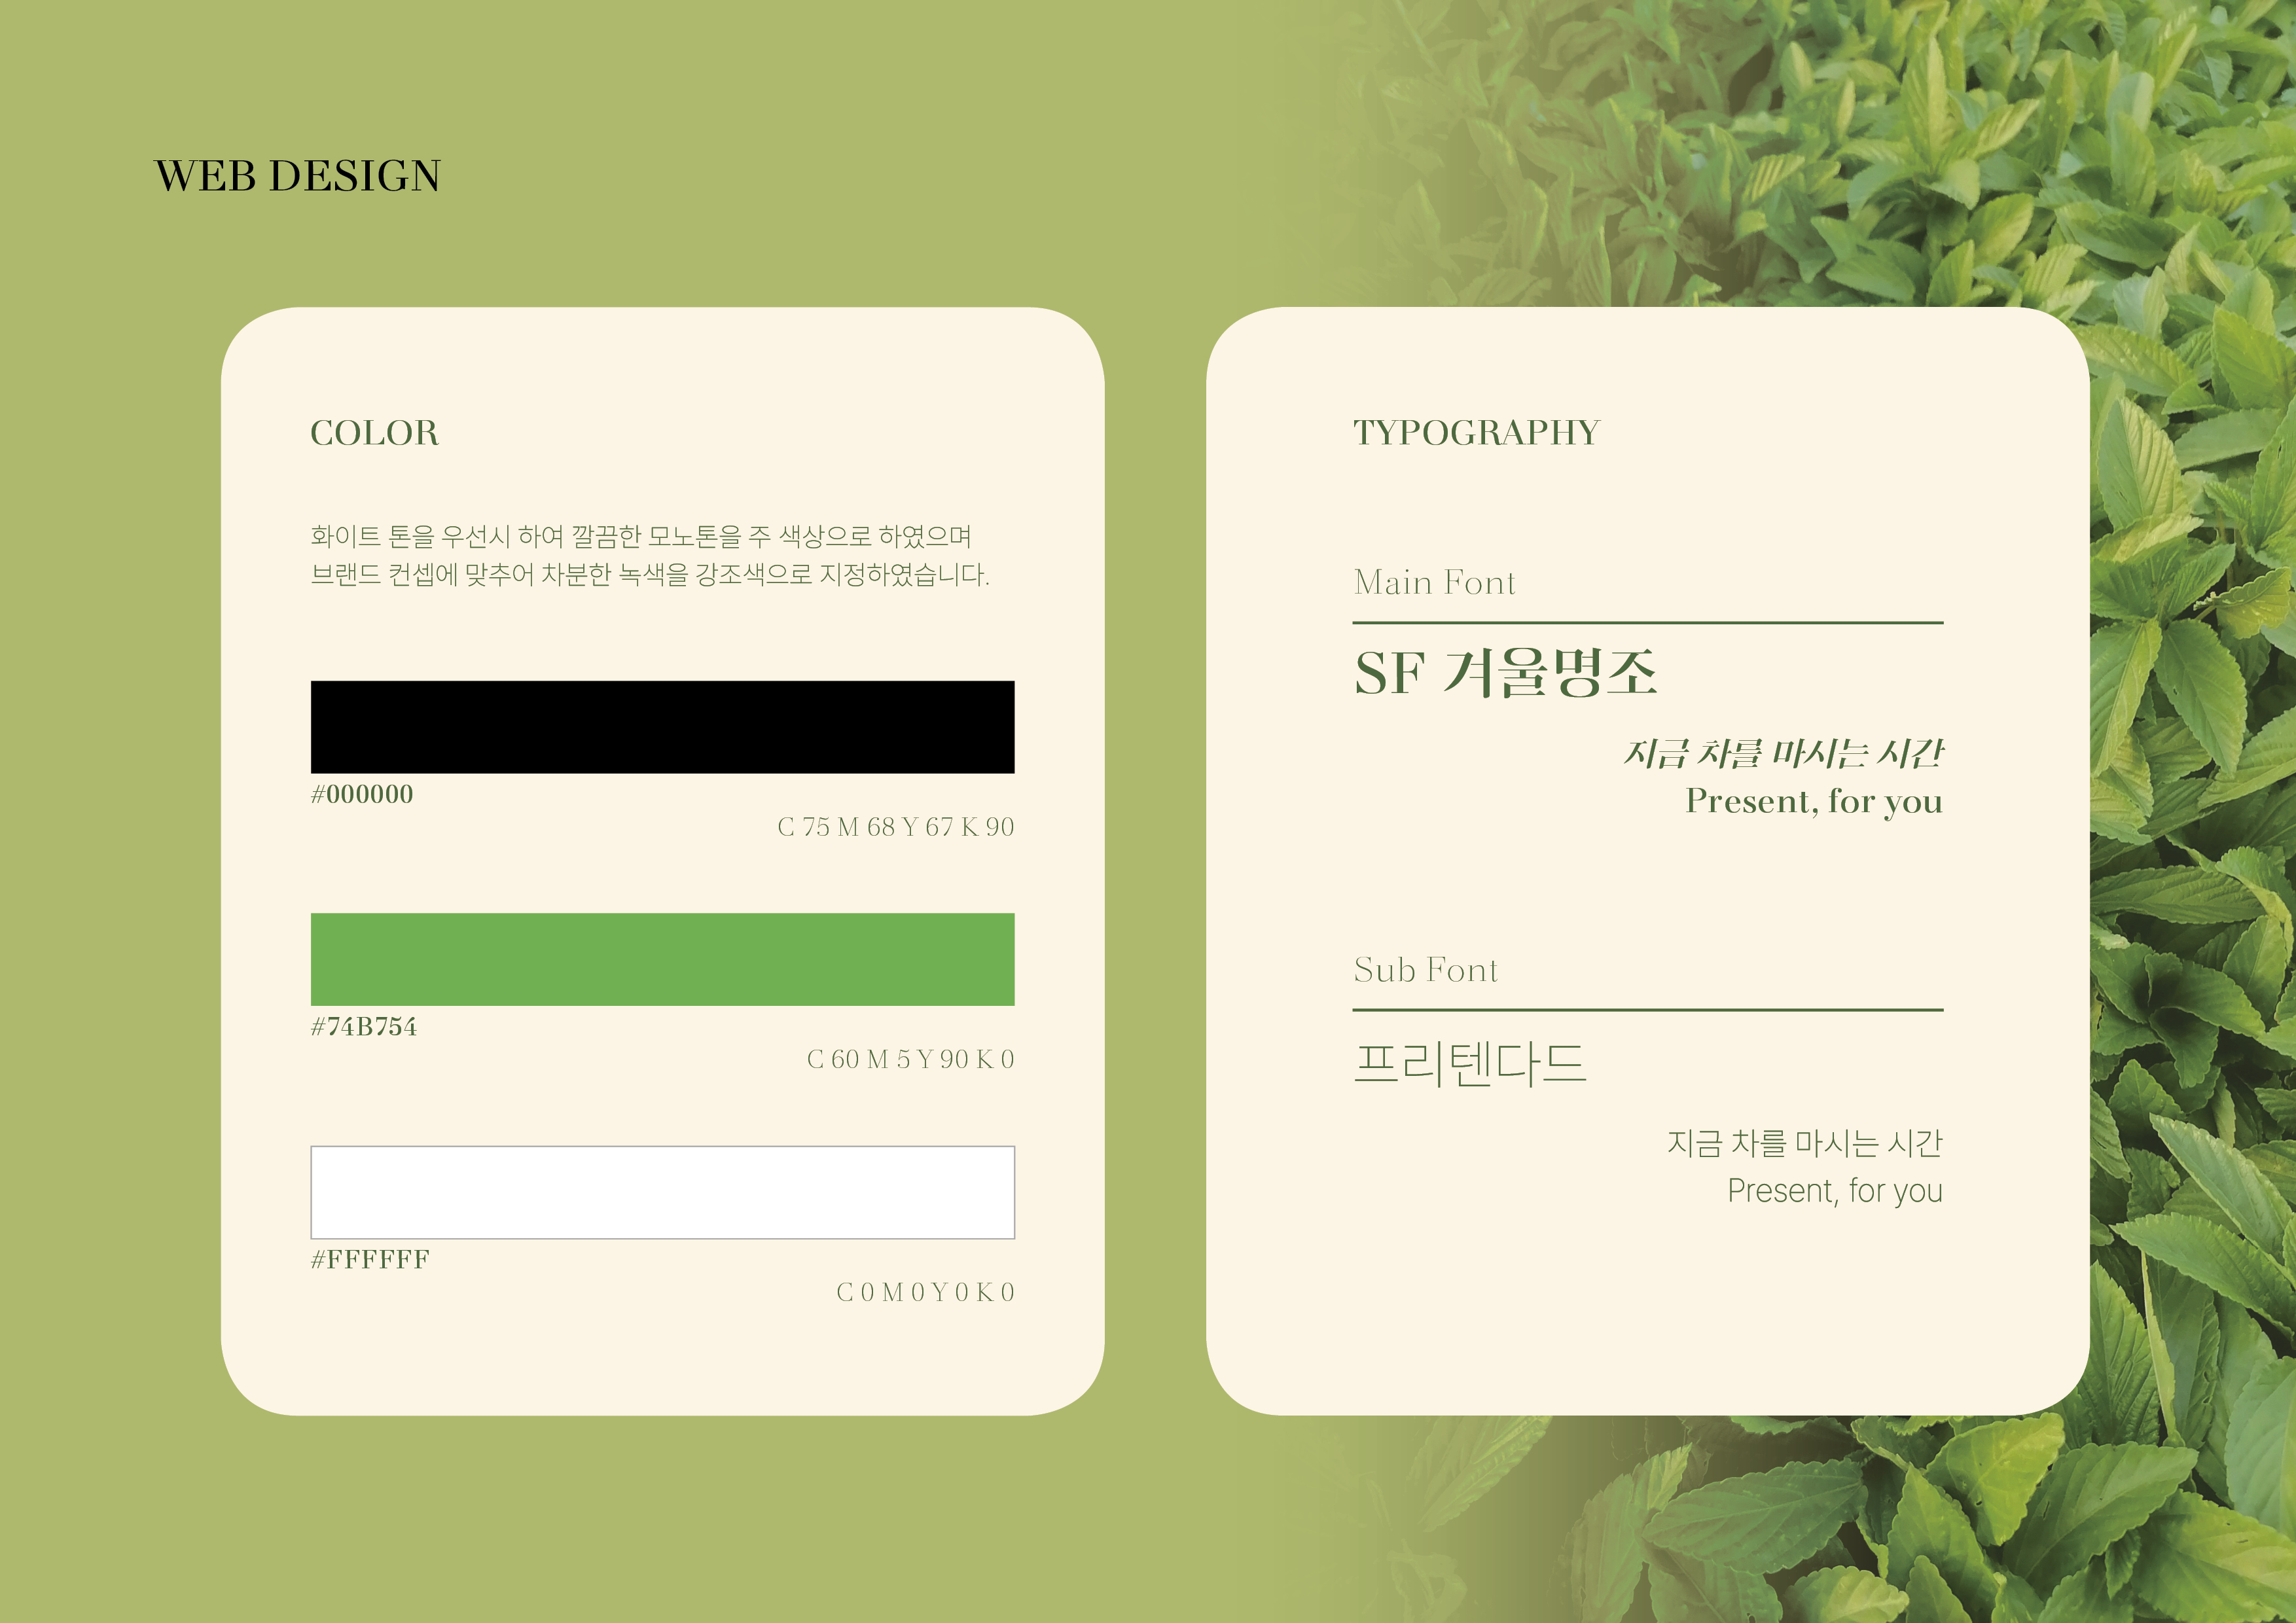 WEB DESIGN
COLOR
화이트 톤을 우선시 하여 깔끔한 모노톤을 주 색상으로 하였으며
브랜드 컨셉에 맞추어 차분한 녹색을 강조색으로 지정하였습니다.
#000000
C 75 M 68 Y 67 K 90
#74B754
C 60 M 5 Y 90 K 0
#FFFFFF
C 0 M 0 Y 0 K 0
TYPOGRAPHY
Main Font
SF 겨울명조
지금 차를 마시는 시간
Present, for you
Sub Font
프리텐다드
지금 차를 마시는 시간
Present, for you